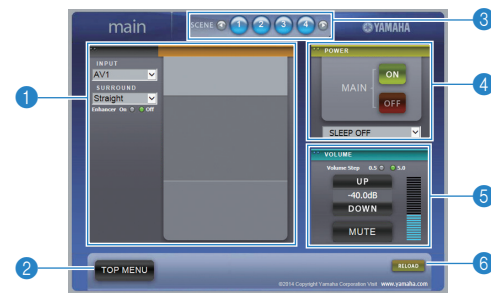 main
SCENE 1 2 3 4
YAMAHA
3
1
INPUT
AV1
SURROUND
Straight
Enhancer On Off
POWER
MAIN
ON
OFF
SLEEP OFF
4
VOLUME
Volume Step 0.5 5.0
UP
-40.0dB
DOWN
MUTE
5
2
TOP MENU
RELOAD
6
©2014 Copyright Yamaha Corporation Visit www.yamaha.com